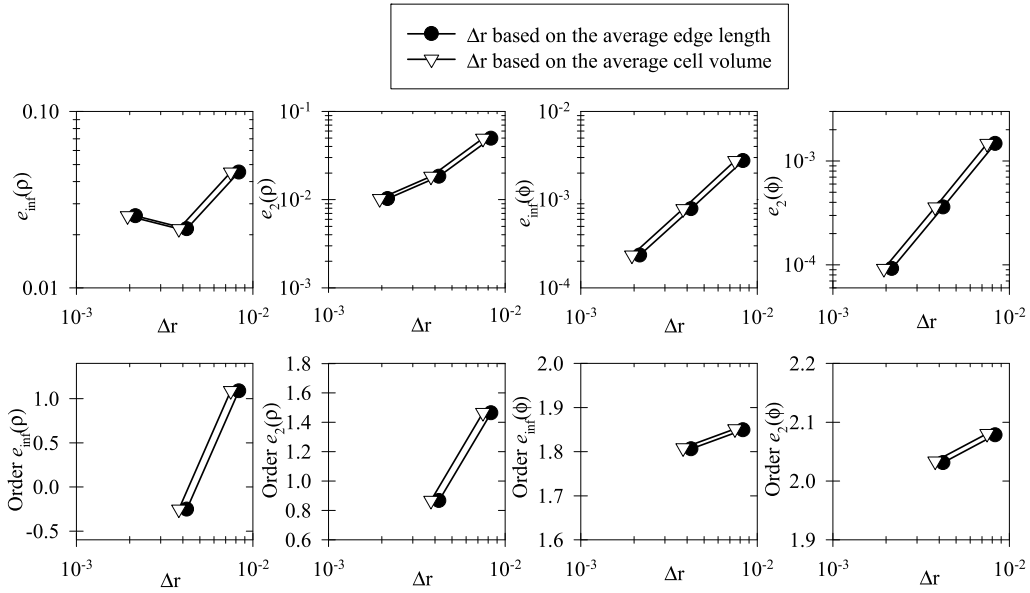 Δr based on the average edge length
Δr based on the average cell volume
0.10
0.01
e_inf(ρ)
10⁻³ 10⁻²
Δr
10⁻¹
10⁻²
10⁻³
e₂(ρ)
10⁻³ 10⁻²
Δr
10⁻²
10⁻³
10⁻⁴
e_inf(ϕ)
10⁻³ 10⁻²
Δr
10⁻³
10⁻⁴
e₂(ϕ)
10⁻³ 10⁻²
Δr
1.0
0.5
0.0
-0.5
Order e_inf(ρ)
10⁻³ 10⁻²
Δr
1.8
1.6
1.4
1.2
1.0
0.8
0.6
Order e₂(ρ)
10⁻³ 10⁻²
Δr
2.0
1.9
1.8
1.7
1.6
Order e_inf(ϕ)
10⁻³ 10⁻²
Δr
2.2
2.1
2.0
1.9
Order e₂(ϕ)
10⁻³ 10⁻²
Δr